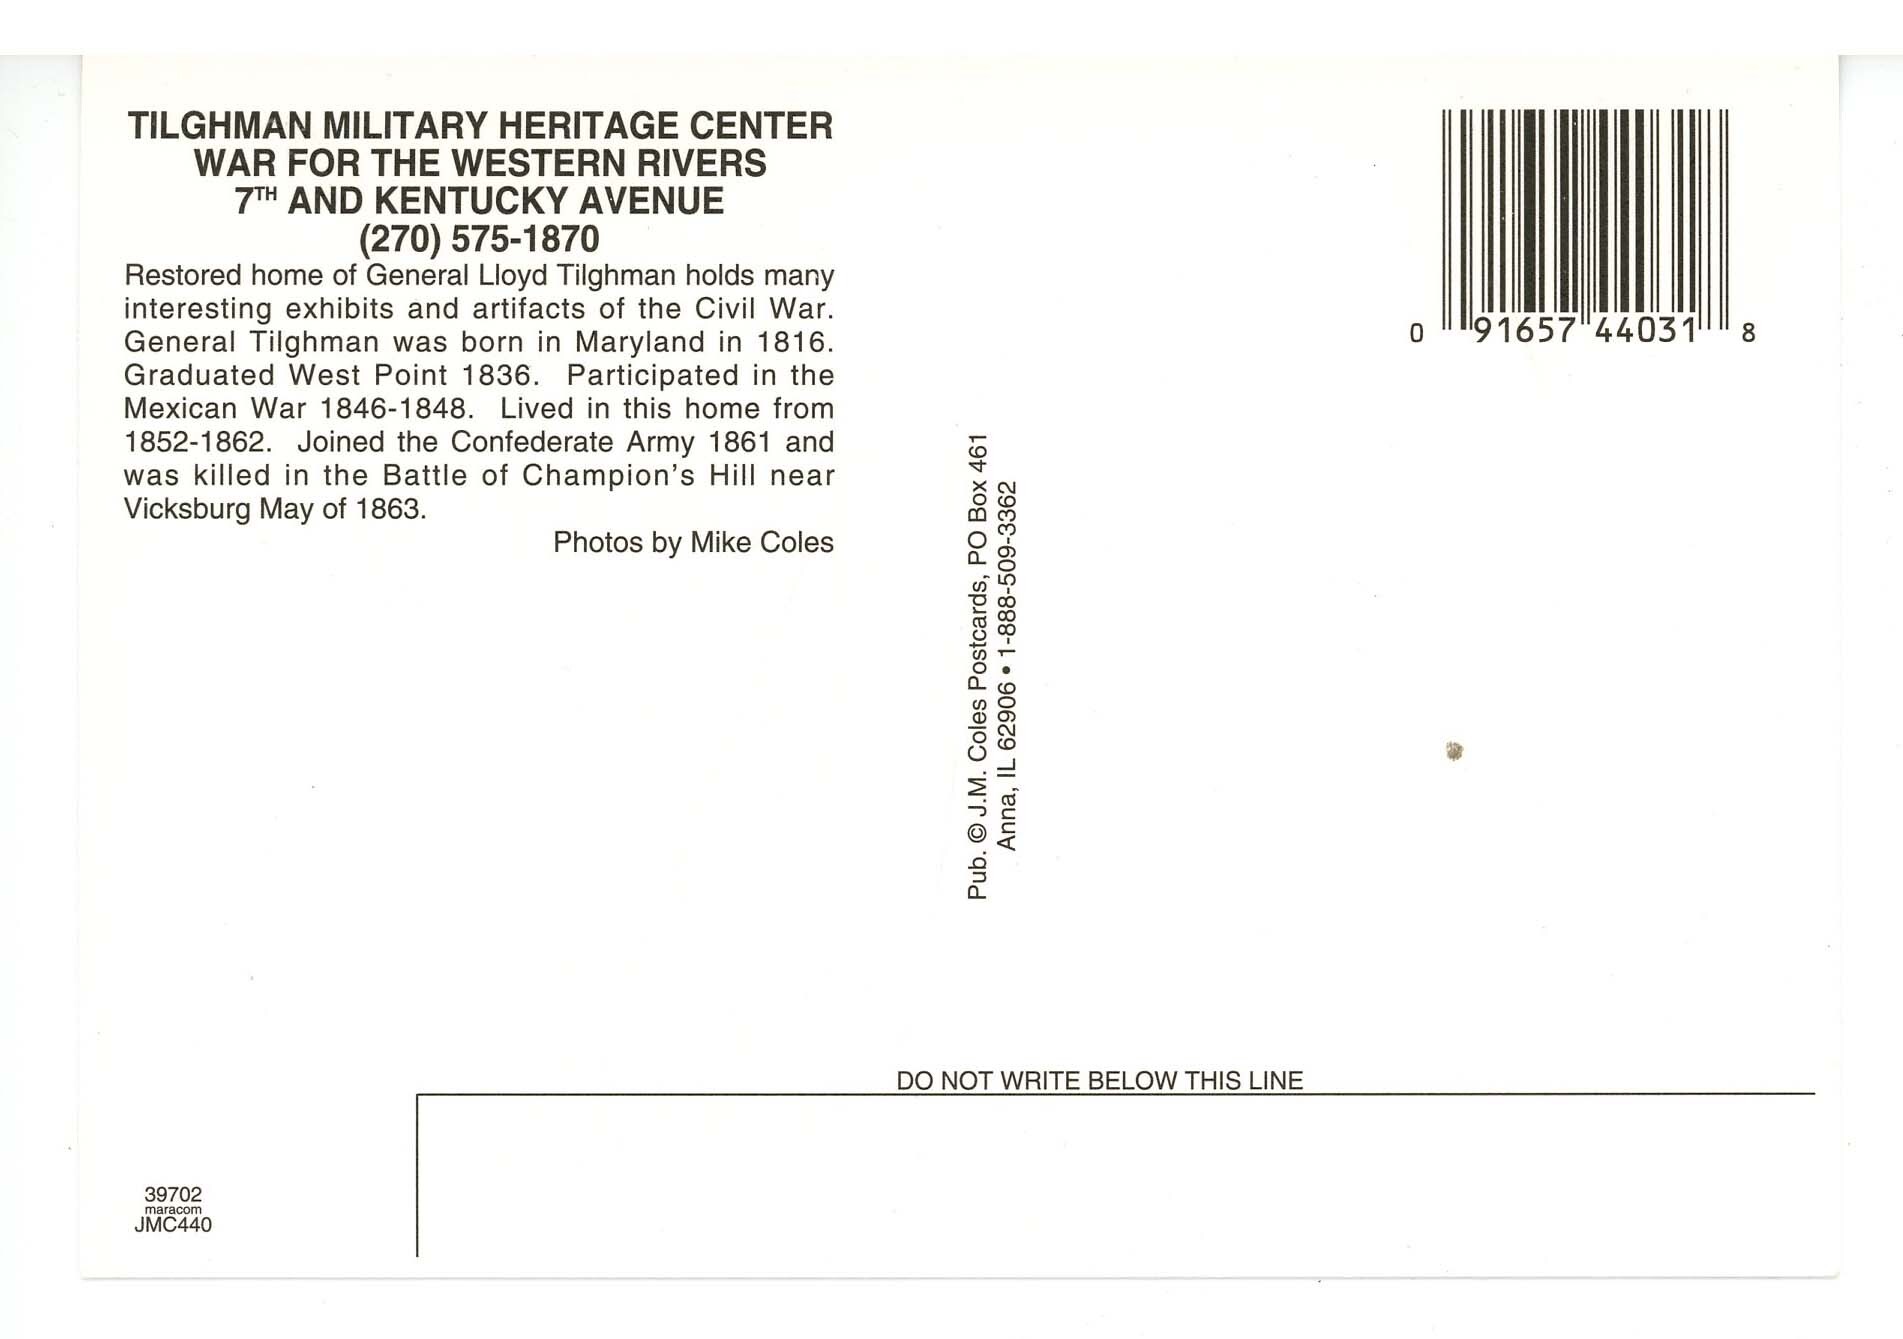 TILGHMAN MILITARY HERITAGE CENTER
WAR FOR THE WESTERN RIVERS
7TH AND KENTUCKY AVENUE
(270) 575-1870
Restored home of General Lloyd Tilghman holds many
interesting exhibits and artifacts of the Civil War.
General Tilghman was born in Maryland in 1816.
Graduated West Point 1836. Participated in the
Mexican War 1846-1848. Lived in this home from
1852-1862. Joined the Confederate Army 1861 and
was killed in the Battle of Champion's Hill near
Vicksburg May of 1863.
Photos by Mike Coles
Pub. © J.M. Coles Postcards, PO Box 461
Anna, IL 62906 • 1-888-509-3362
0 91657 44031 8
DO NOT WRITE BELOW THIS LINE
39702
maracom
JMC440